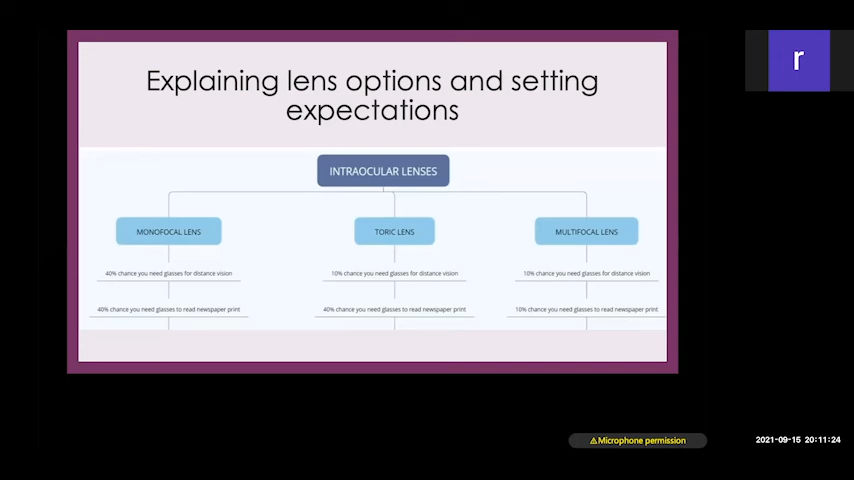 Explaining lens options and setting
expectations
r
INTRAOCULAR LENSES
MONOFOCAL LENS
TORIC LENS
MULTIFOCAL LENS
40% chance you need glasses for distance vision
10% chance you need glasses for distance vision
10% chance you need glasses for distance vision
40% chance you need glasses to read newspaper print
40% chance you need glasses to read newspaper print
10% chance you need glasses to read newspaper print
⚠Microphone permission
2021-09-15 20:11:24